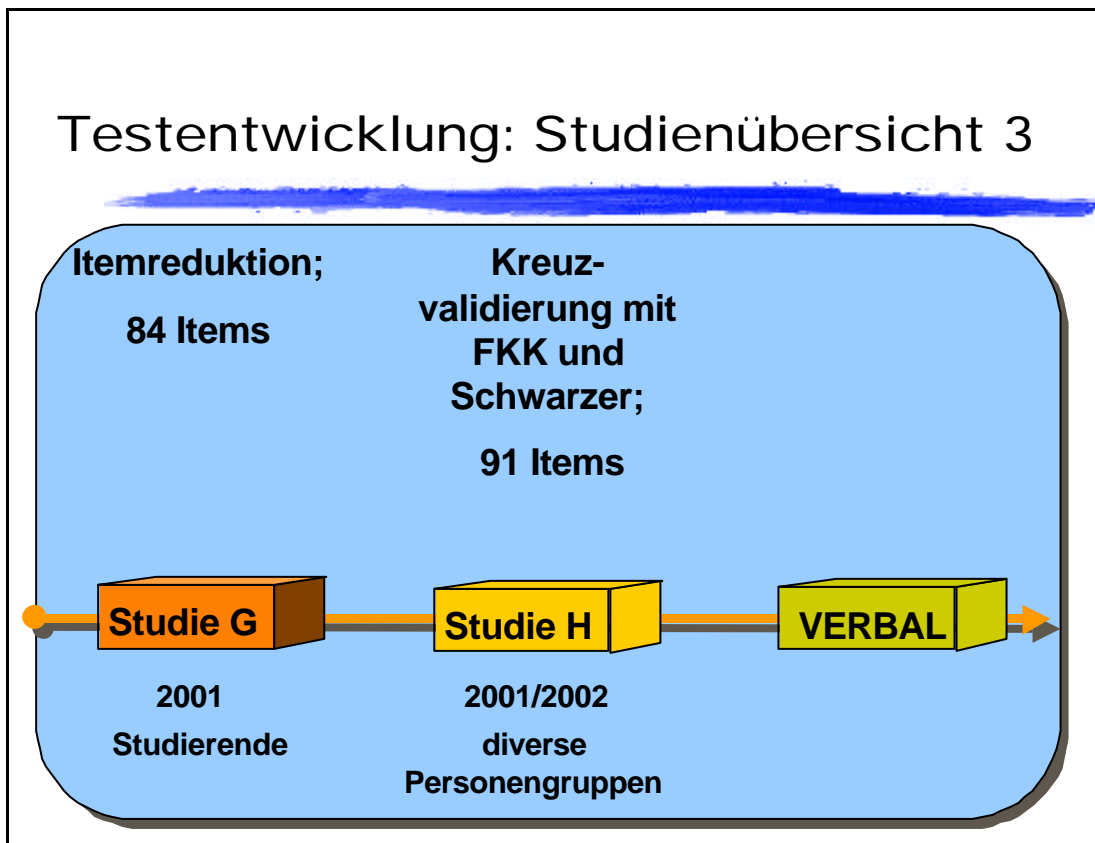 Testentwicklung: Studienübersicht 3
Itemreduktion;
84 Items
Kreuz-
validierung mit
FKK und
Schwarzer;
91 Items
Studie G
Studie H
VERBAL
2001
Studierende
2001/2002
diverse
Personengruppen